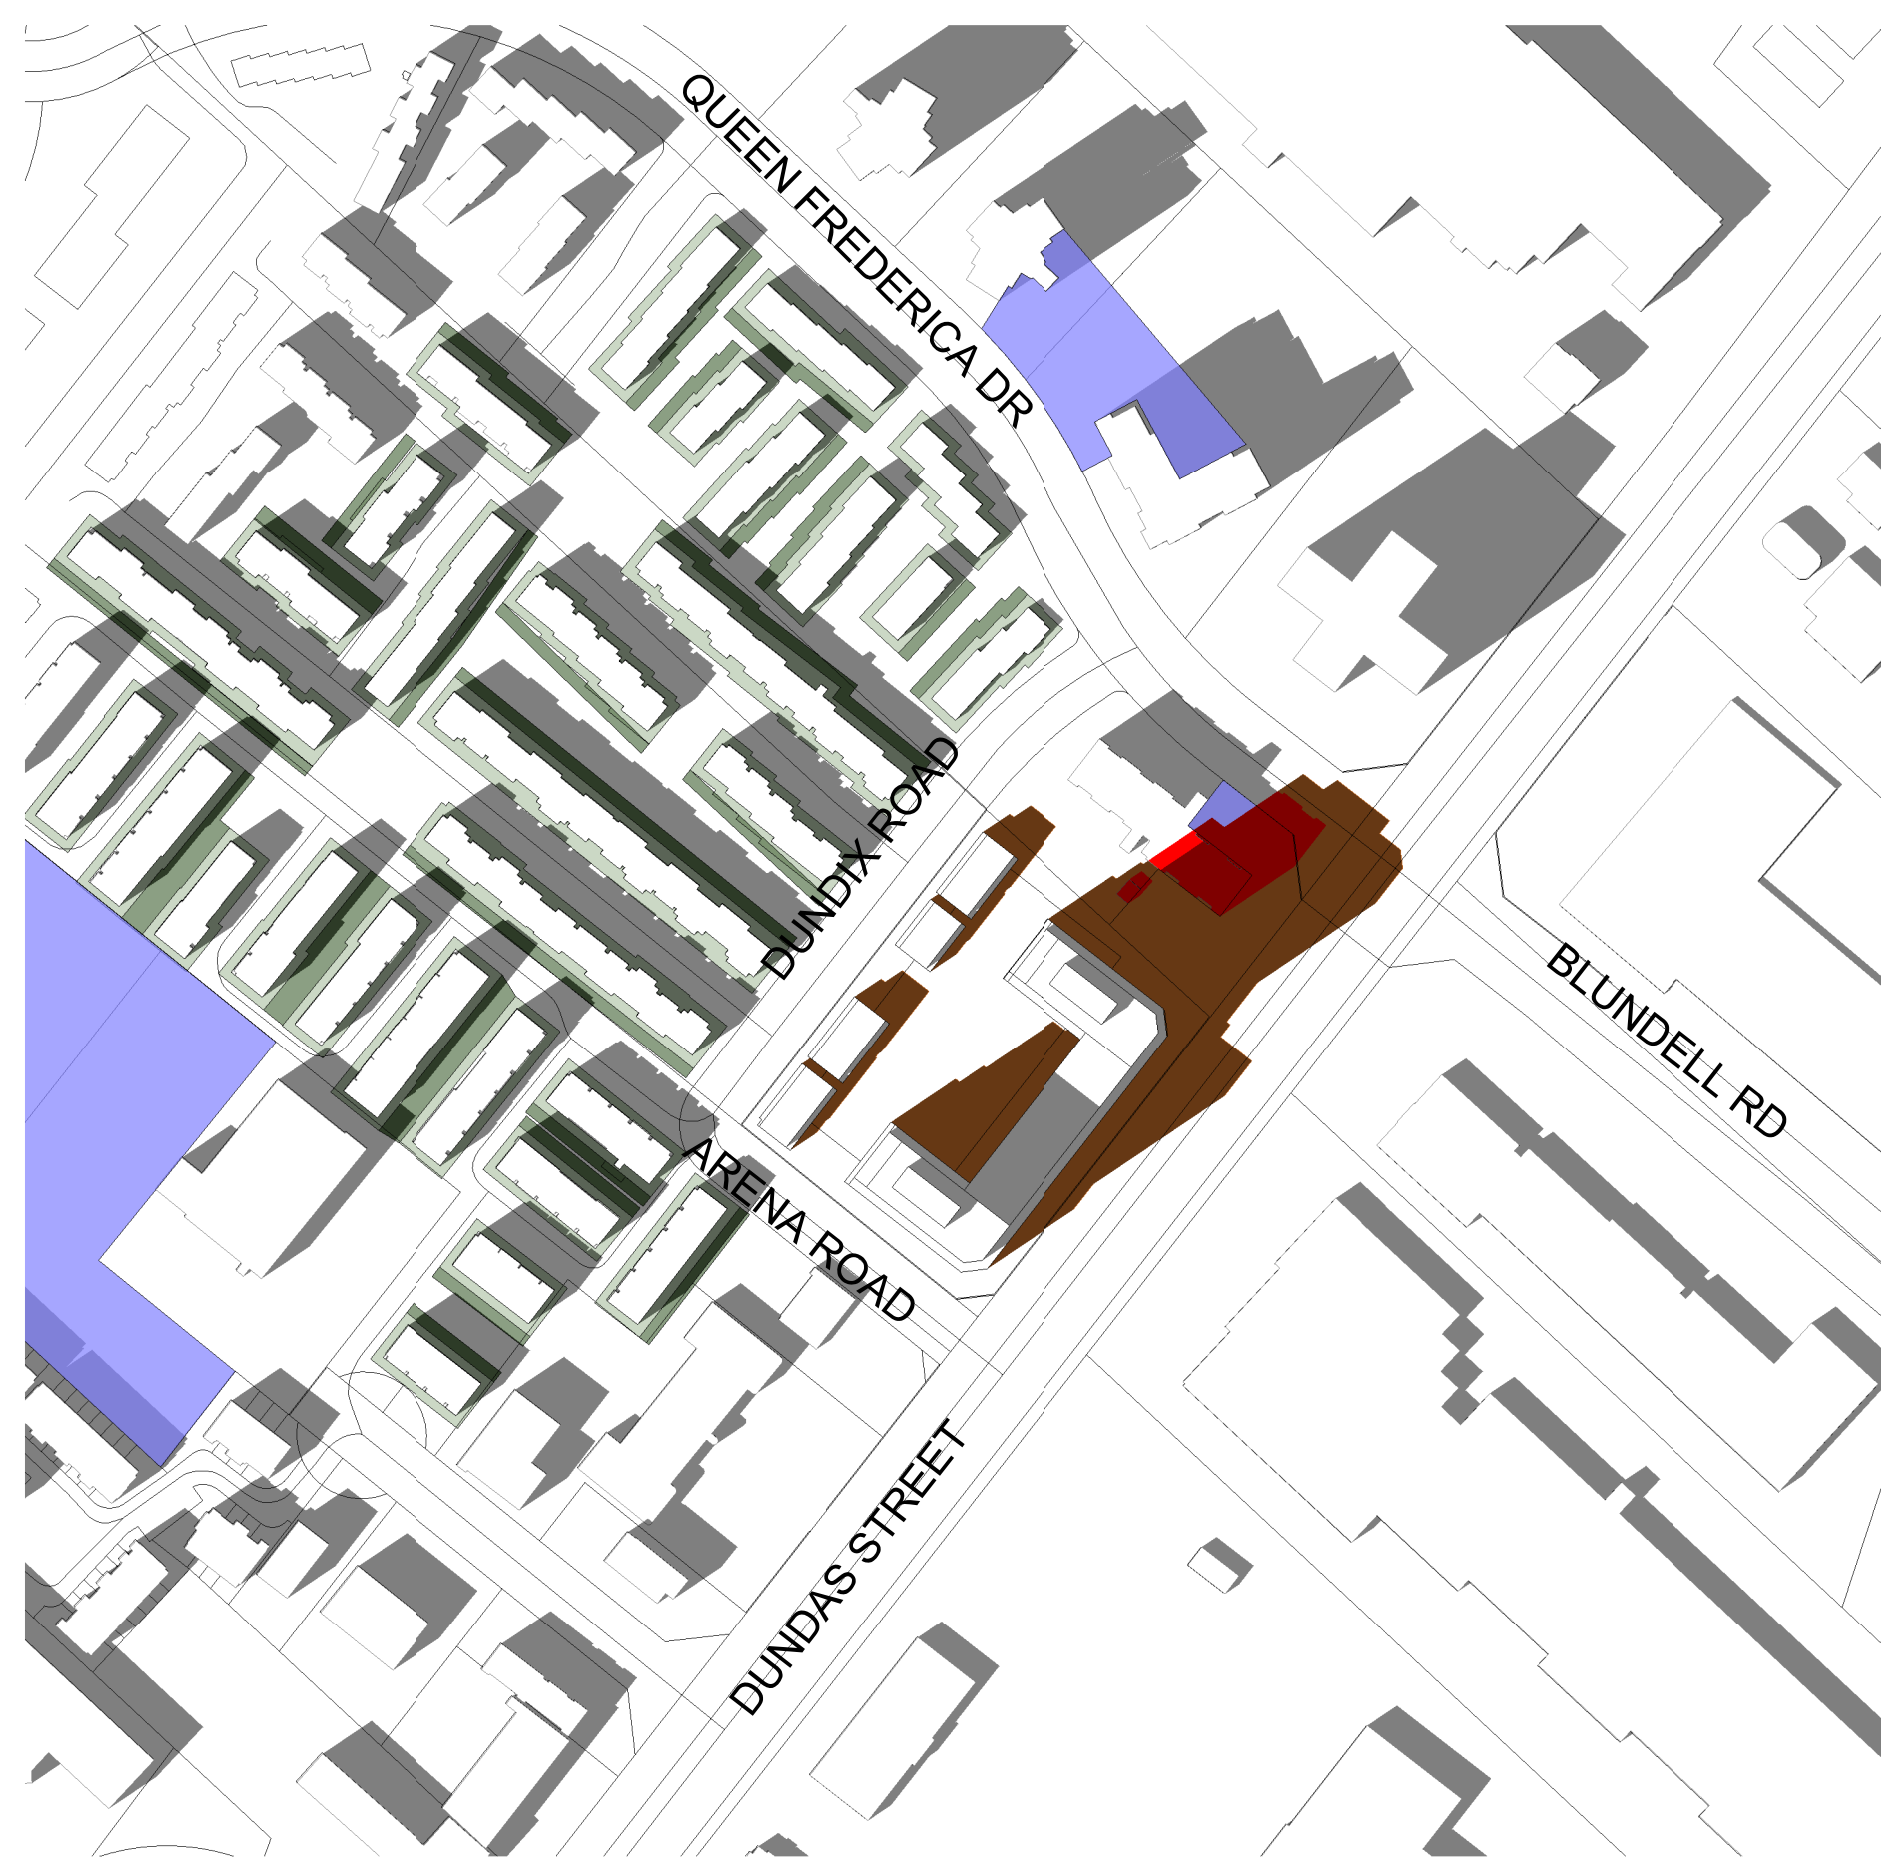 QUEEN FREDERICA DR
DUNDIX ROAD
BLUNDELL RD
ARENA ROAD
DUNDAS STREET